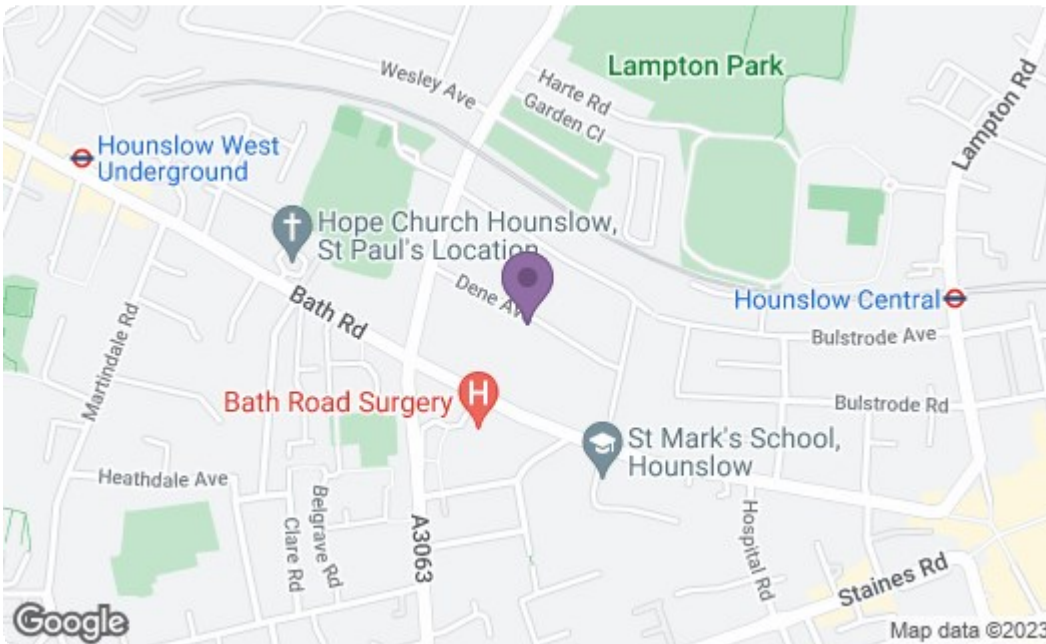 Lampton Park
Wesley Ave
Harte Rd
Garden Cl
Lampton Rd
Hounslow West
Underground
Hope Church Hounslow,
St Paul's Location
Dene Ave
Bath Rd
Martindale Rd
Hounslow Central
Bulstrode Ave
Bath Road Surgery
H
Bulstrode Rd
St Mark's School,
Hounslow
Heathdale Ave
Belgrave Rd
Clare Rd
A3063
Hospital Rd
Staines Rd
Google
Map data ©2023